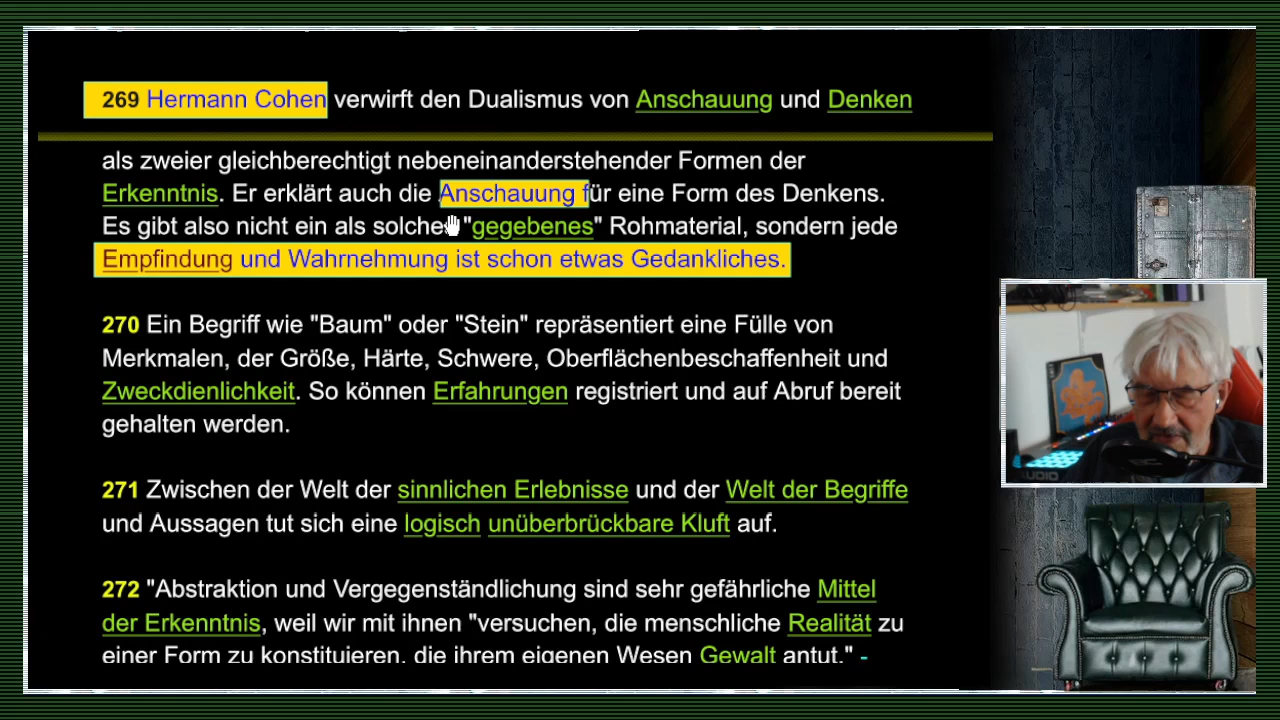 269 Hermann Cohen verwirft den Dualismus von Anschauung und Denken
als zweier gleichberechtigt nebeneinanderstehender Formen der
Erkenntnis. Er erklärt auch die Anschauung für eine Form des Denkens.
Es gibt also nicht ein als solches "gegebenes" Rohmaterial, sondern jede
Empfindung und Wahrnehmung ist schon etwas Gedankliches.
270 Ein Begriff wie "Baum" oder "Stein" repräsentiert eine Fülle von
Merkmalen, der Größe, Härte, Schwere, Oberflächenbeschaffenheit und
Zweckdienlichkeit. So können Erfahrungen registriert und auf Abruf bereit
gehalten werden.
271 Zwischen der Welt der sinnlichen Erlebnisse und der Welt der Begriffe
und Aussagen tut sich eine logisch unüberbrückbare Kluft auf.
272 "Abstraktion und Vergegenständlichung sind sehr gefährliche Mittel
der Erkenntnis, weil wir mit ihnen "versuchen, die menschliche Realität zu
einer Form zu konstituieren, die ihrem eigenen Wesen Gewalt antut." -